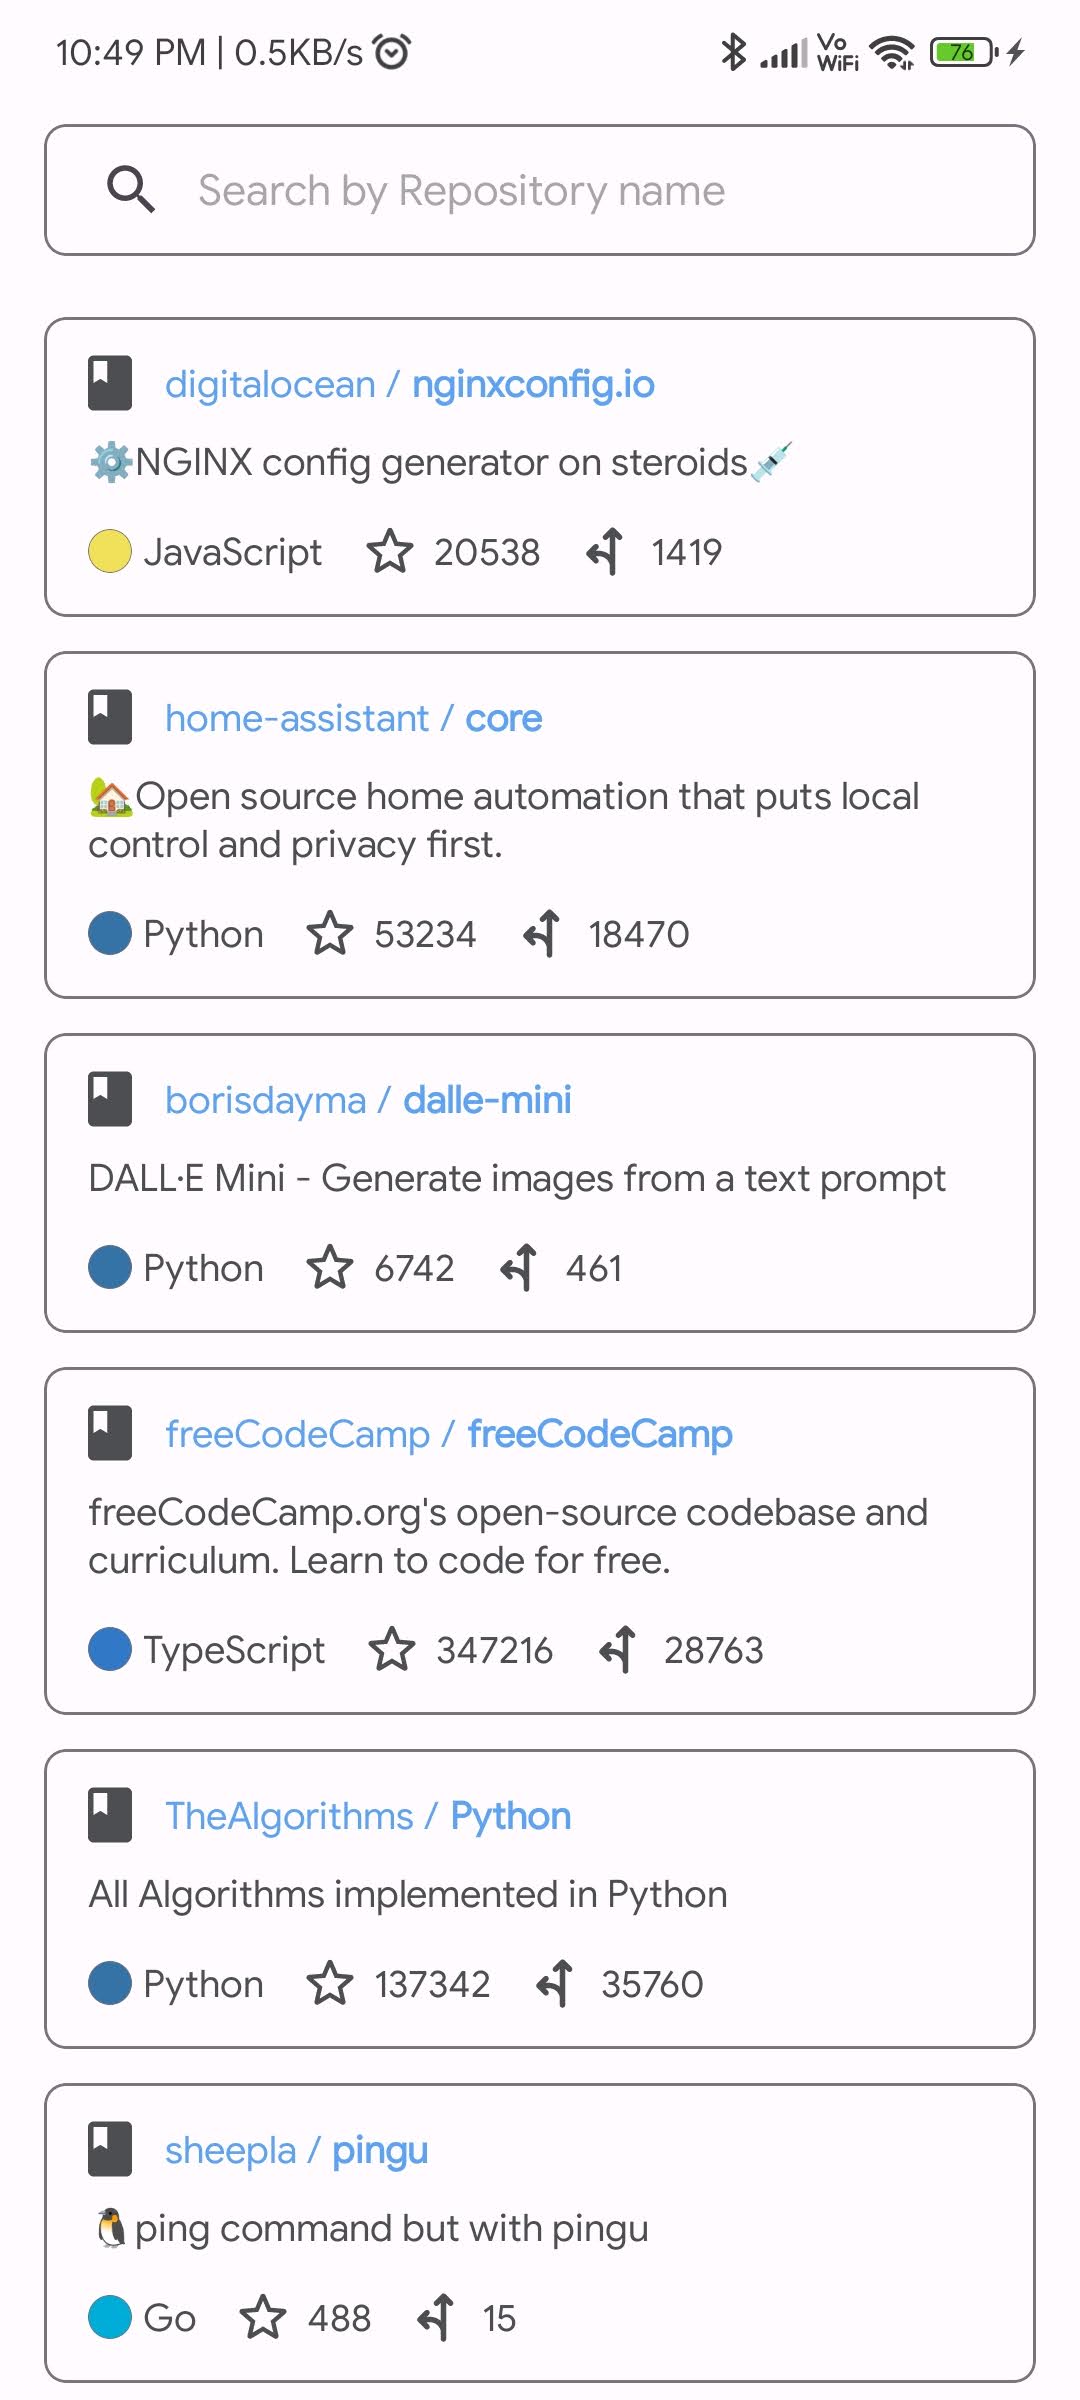 10:49 PM | 0.5KB/s Vo WiFi 76
Search by Repository name
digitalocean / nginxconfig.io
⚙️NGINX config generator on steroids💉
JavaScript 20538 1419
home-assistant / core
🏡Open source home automation that puts local
control and privacy first.
Python 53234 18470
borisdayma / dalle-mini
DALL·E Mini - Generate images from a text prompt
Python 6742 461
freeCodeCamp / freeCodeCamp
freeCodeCamp.org's open-source codebase and
curriculum. Learn to code for free.
TypeScript 347216 28763
TheAlgorithms / Python
All Algorithms implemented in Python
Python 137342 35760
sheepla / pingu
🐧ping command but with pingu
Go 488 15